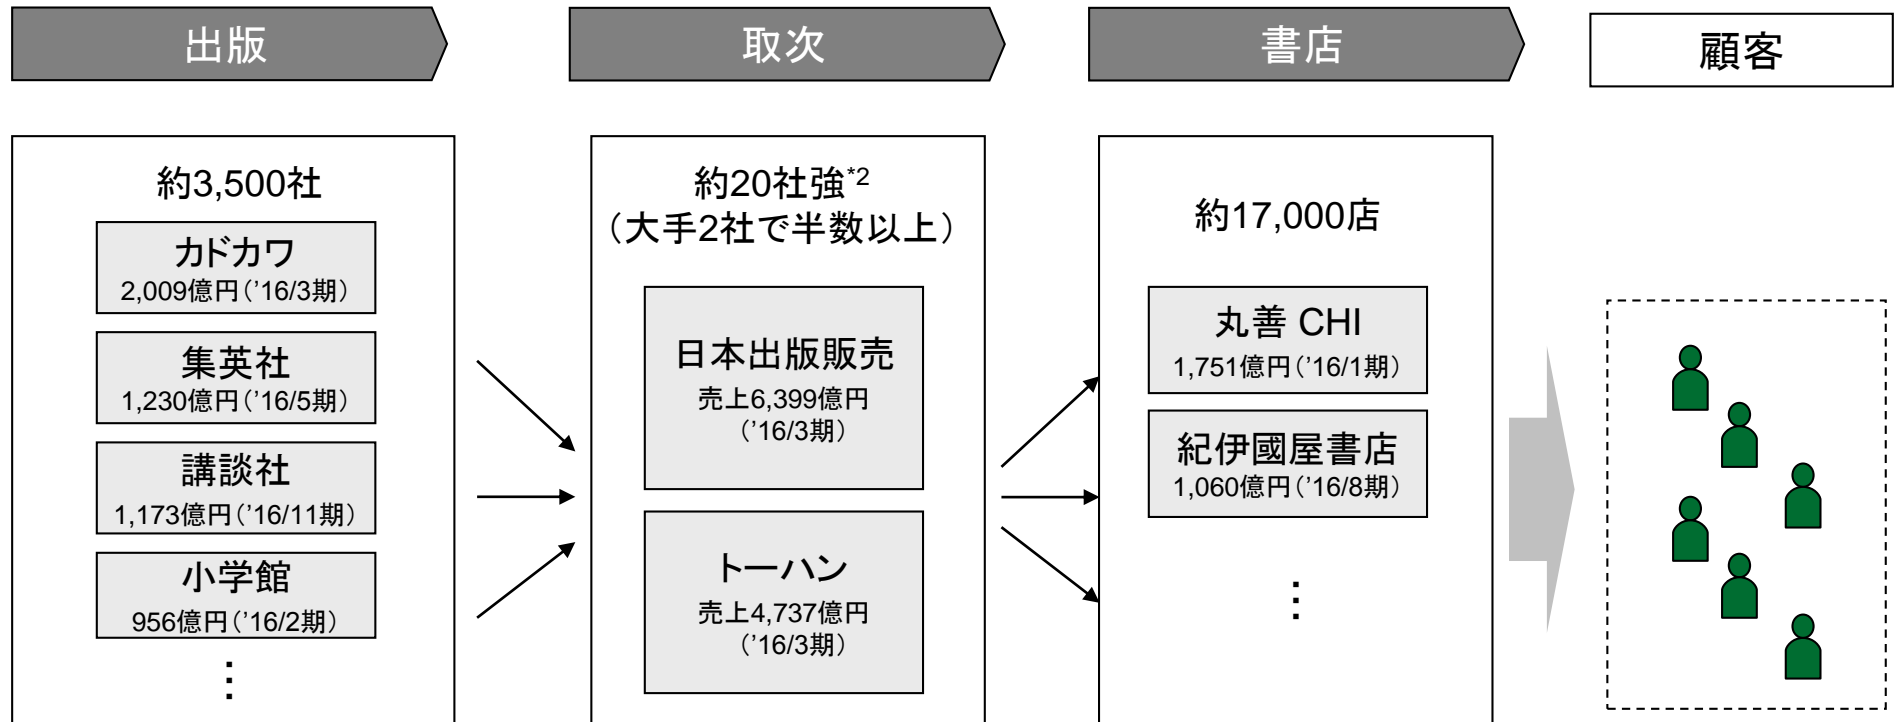 出版
取次
書店
顧客
約3,500社
カドカワ
2,009億円（’16/3期）
集英社
1,230億円（’16/5期）
講談社
1,173億円（’16/11期）
小学館
956億円（’16/2期）
⋮
約20社強*2
（大手2社で半数以上）
日本出版販売
売上6,399億円
（’16/3期）
トーハン
売上4,737億円
（’16/3期）
約17,000店
丸善 CHI
1,751億円（’16/1期）
紀伊國屋書店
1,060億円（’16/8期）
⋮